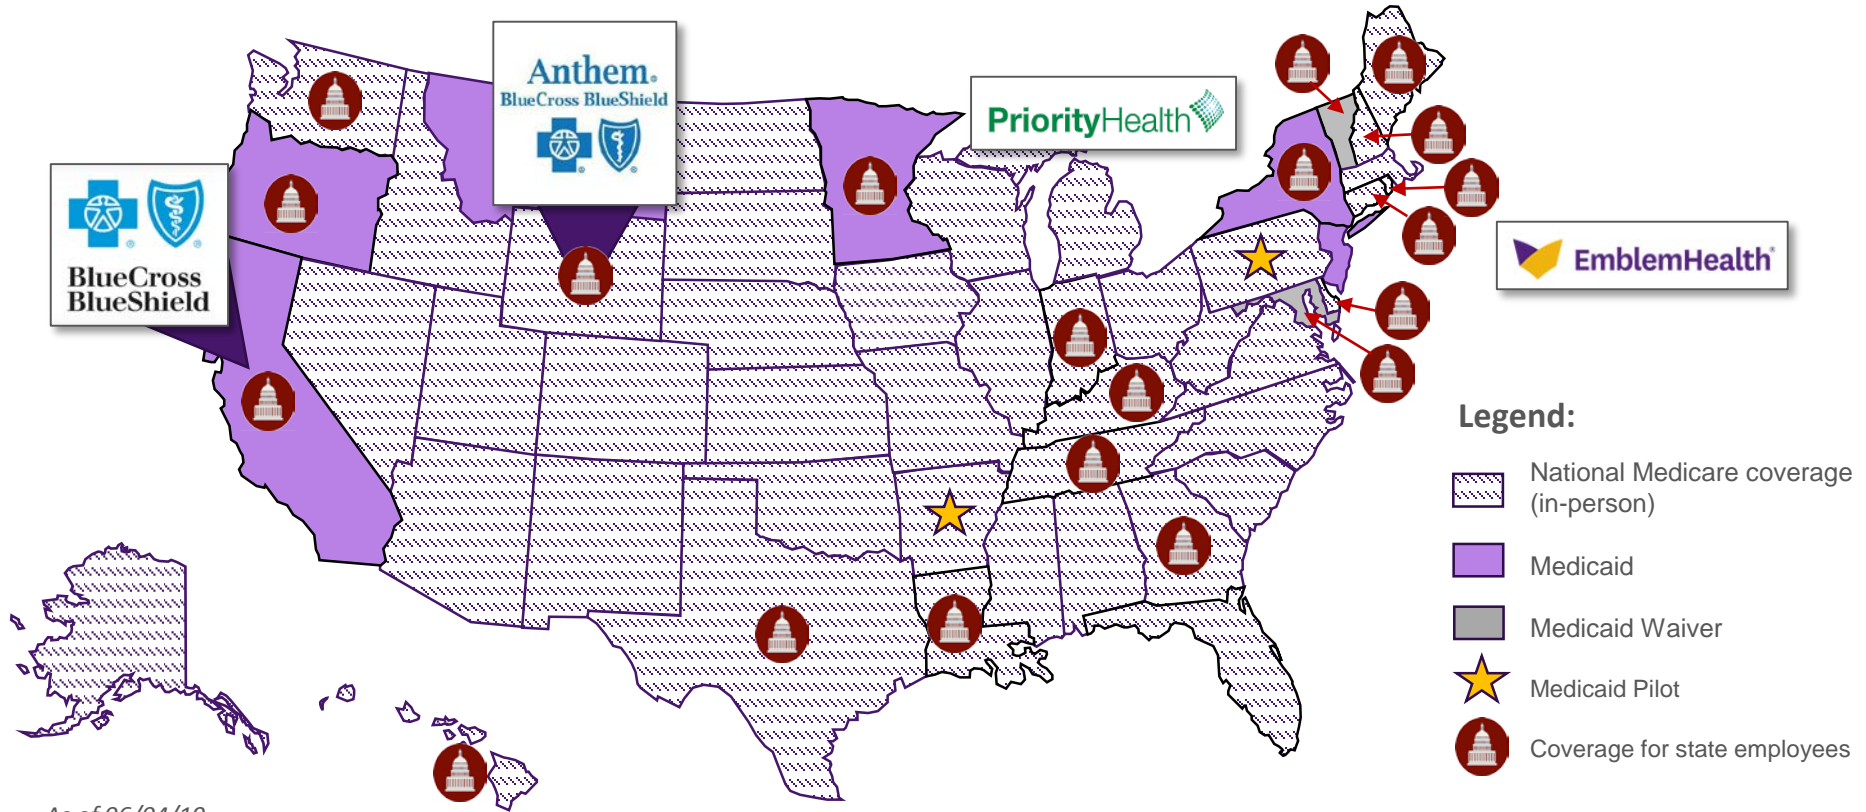 Anthem.
BlueCross BlueShield
PriorityHealth
BlueCross
BlueShield
EmblemHealth
Legend:
National Medicare coverage
(in-person)
Medicaid
Medicaid Waiver
Medicaid Pilot
Coverage for state employees